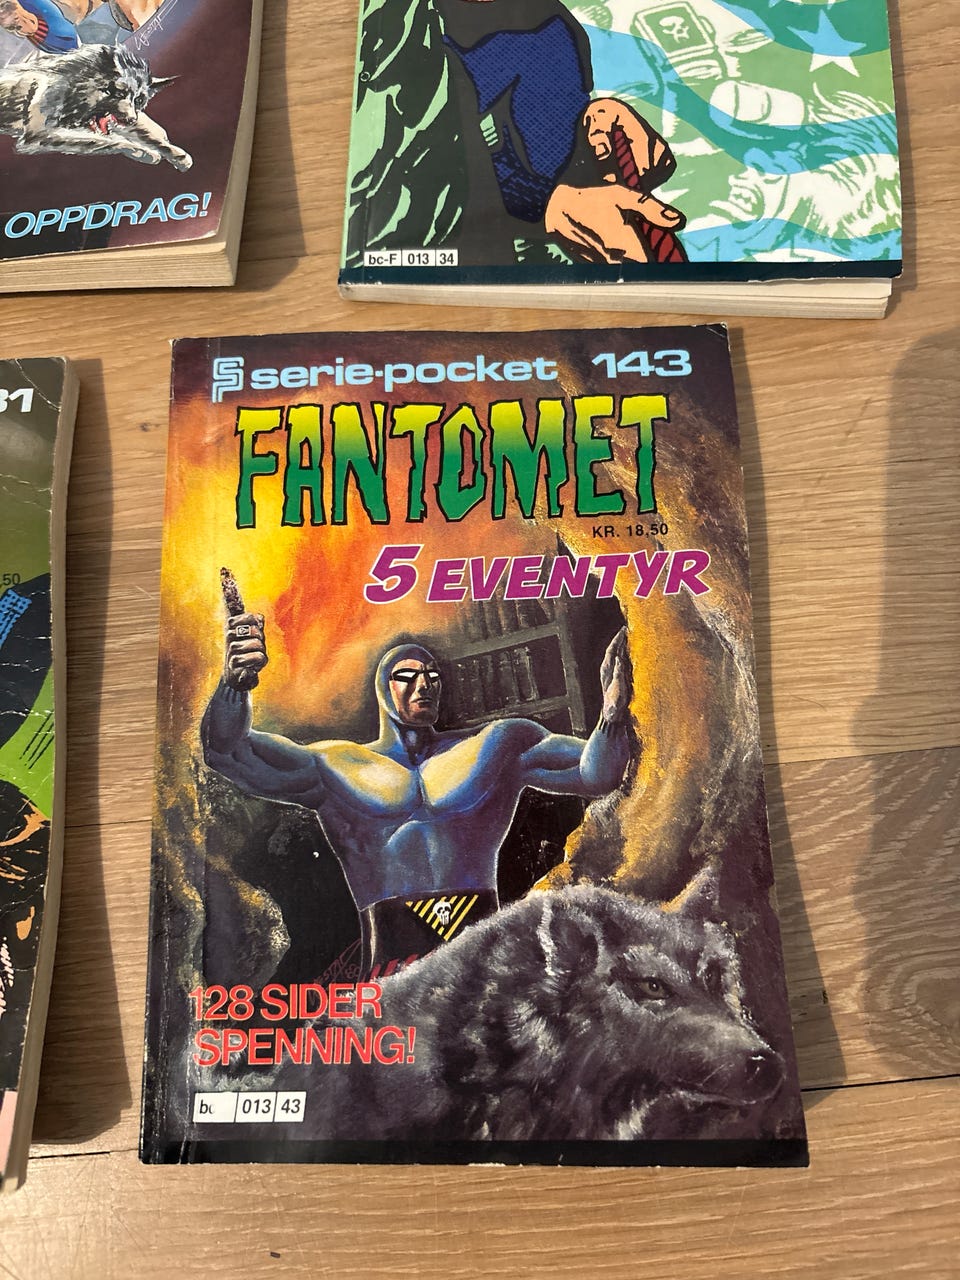 OPPDRAG!
bc-F 013 34
31
,50
serie-pocket 143
FANTOMET
KR. 18,50
5 EVENTYR
128 SIDER
SPENNING!
013 43